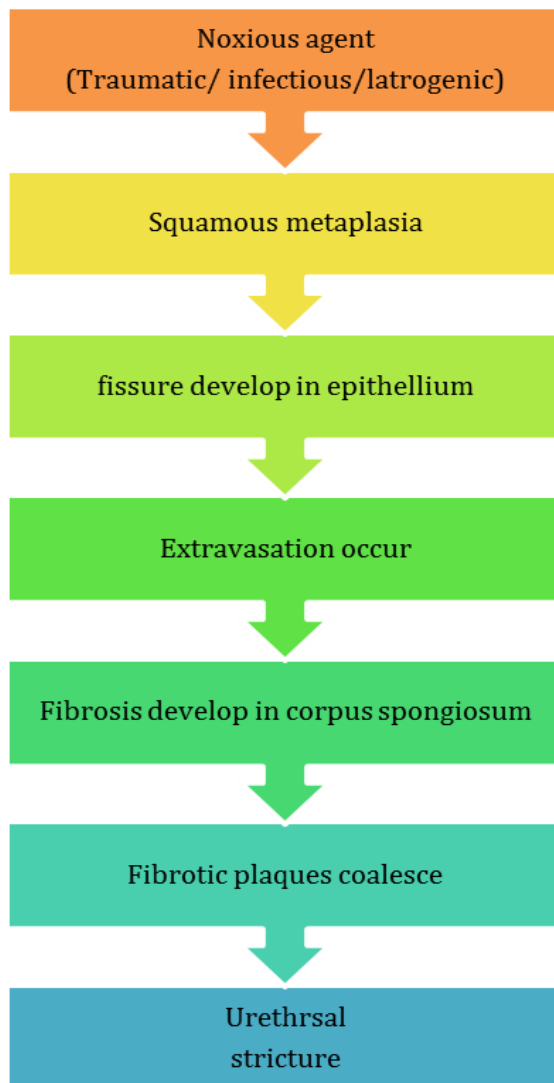 Noxious agent
(Traumatic/ infectious/Iatrogenic)
Squamous metaplasia
fissure develop in epithellium
Extravasation occur
Fibrosis develop in corpus spongiosum
Fibrotic plaques coalesce
Urethrsal
stricture